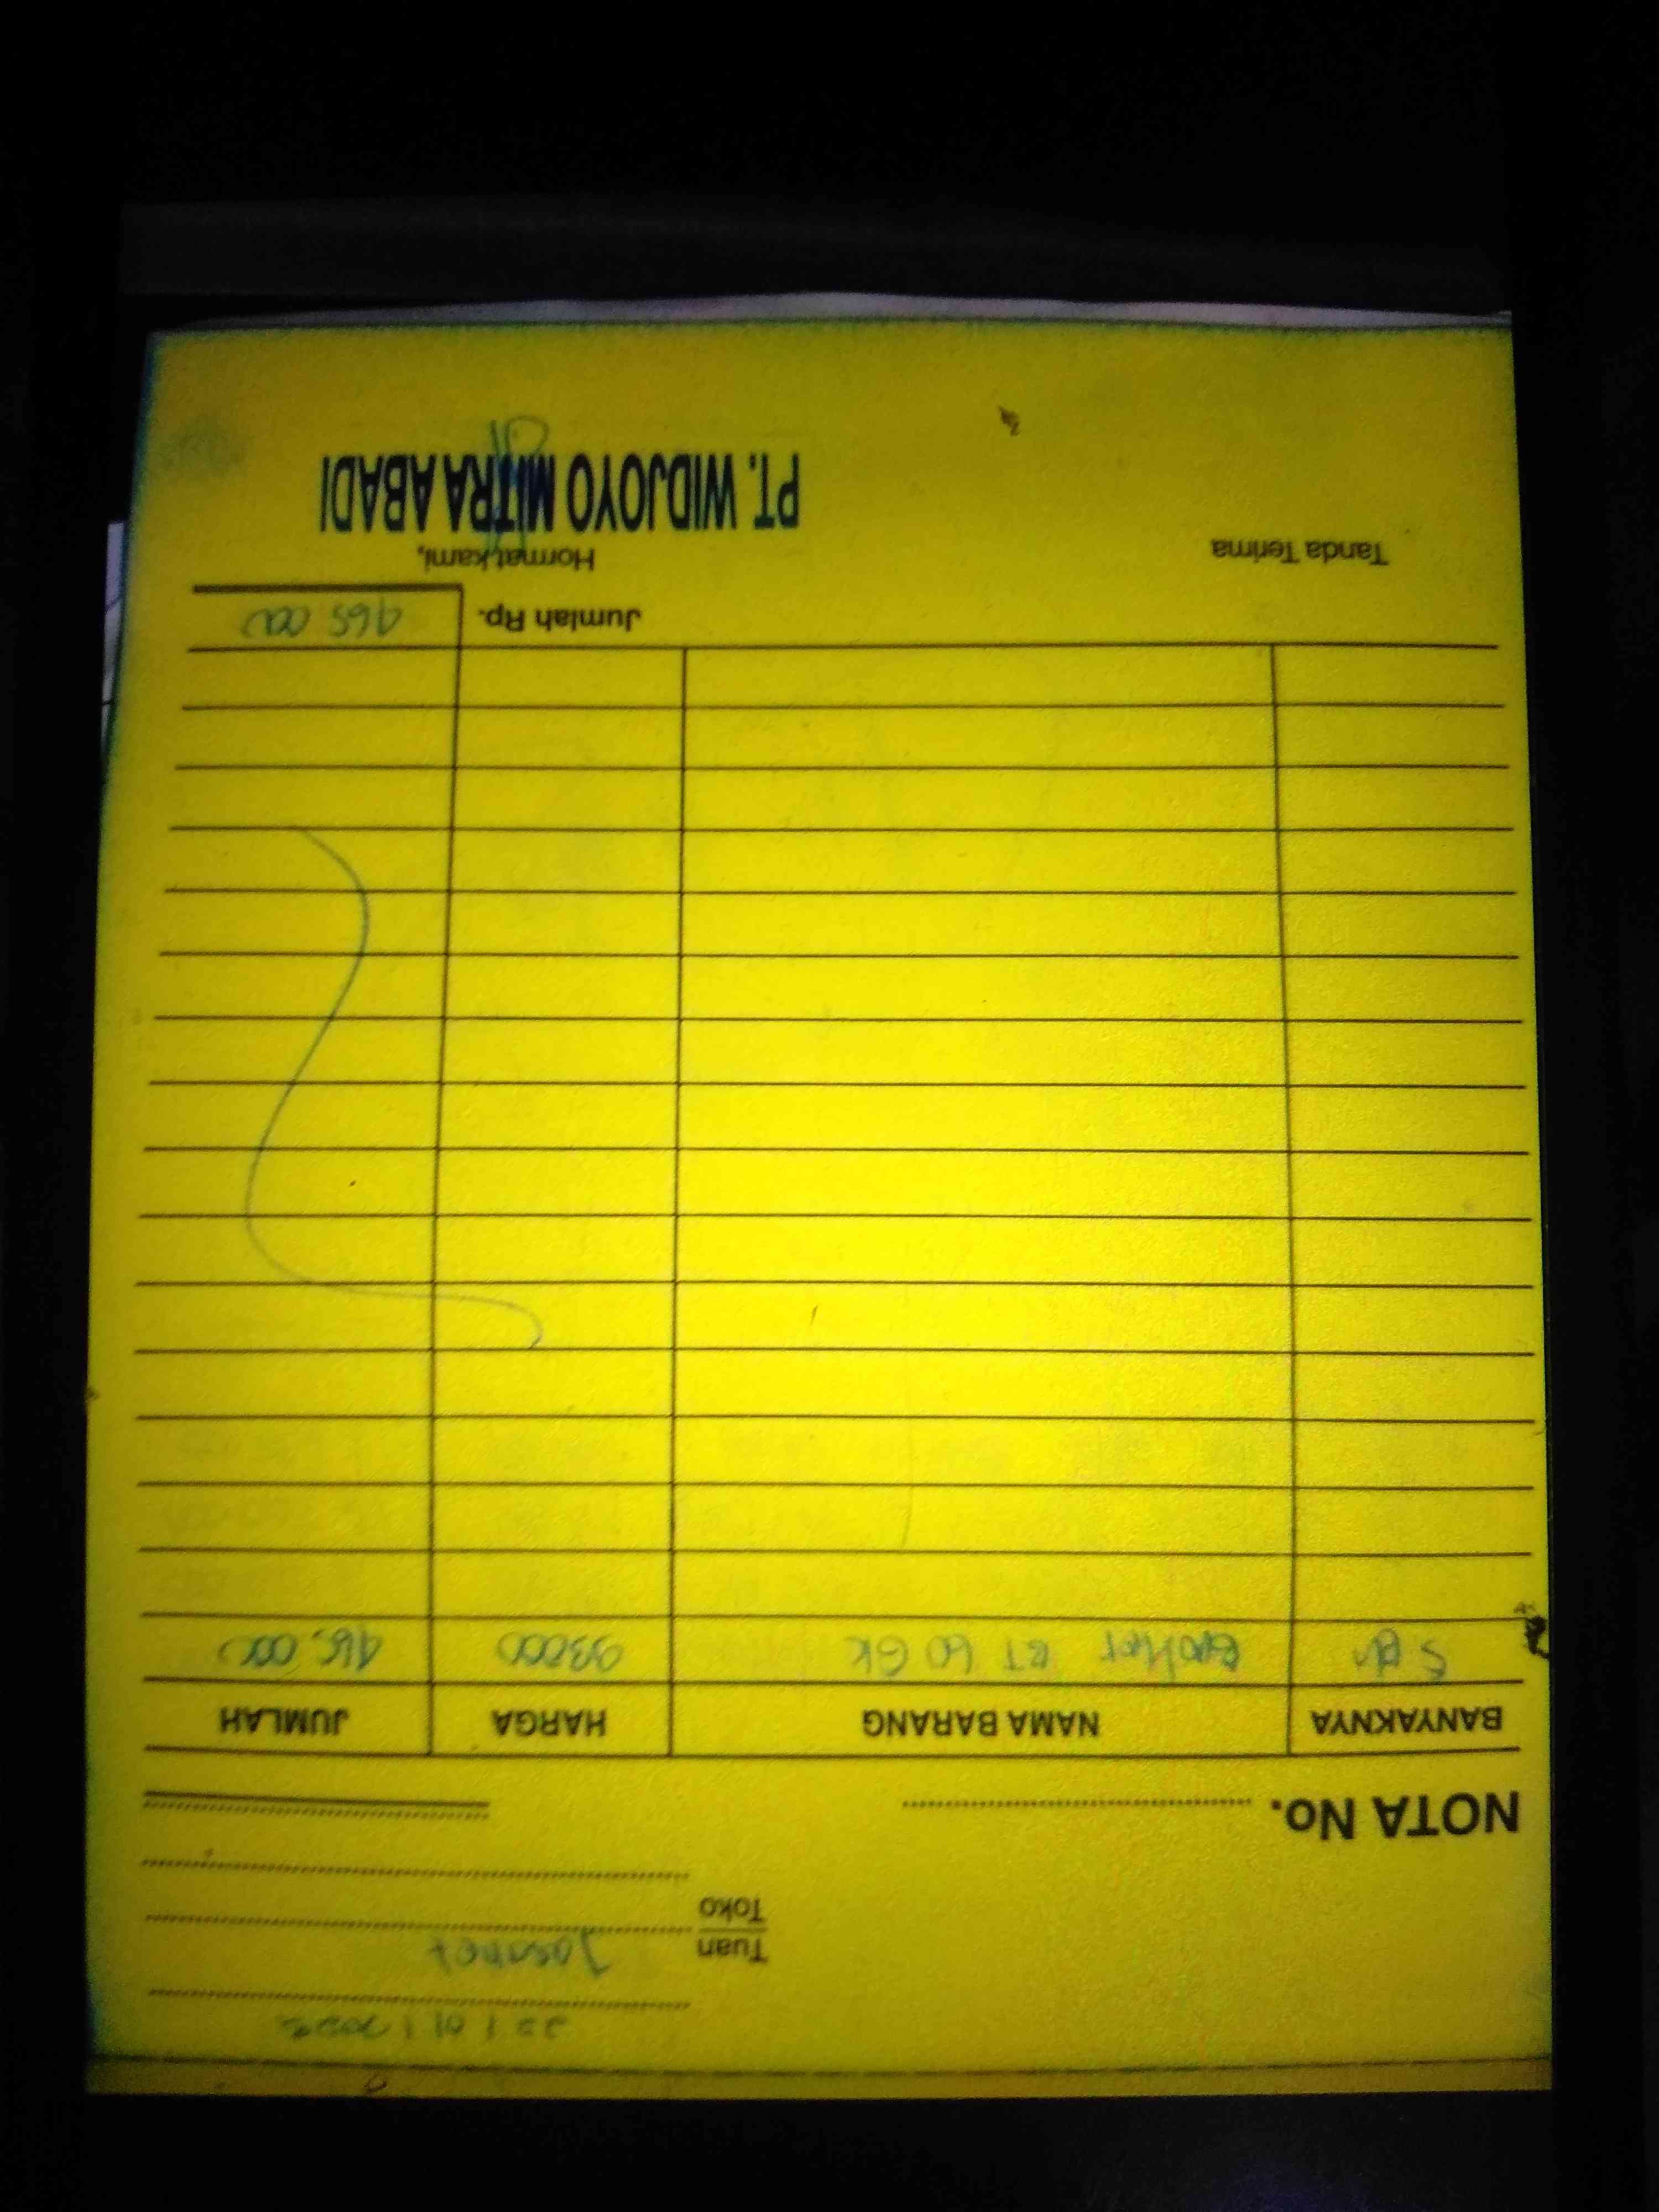 Tuan
Toko
NOTA No.
BANYAKNYA NAMA BARANG HARGA JUMLAH
5 60 93000 465.000
Jumlah Rp. 465 000
Tanda Terima Hormat kami,
PT. WIDJOYO MITRA ABADI